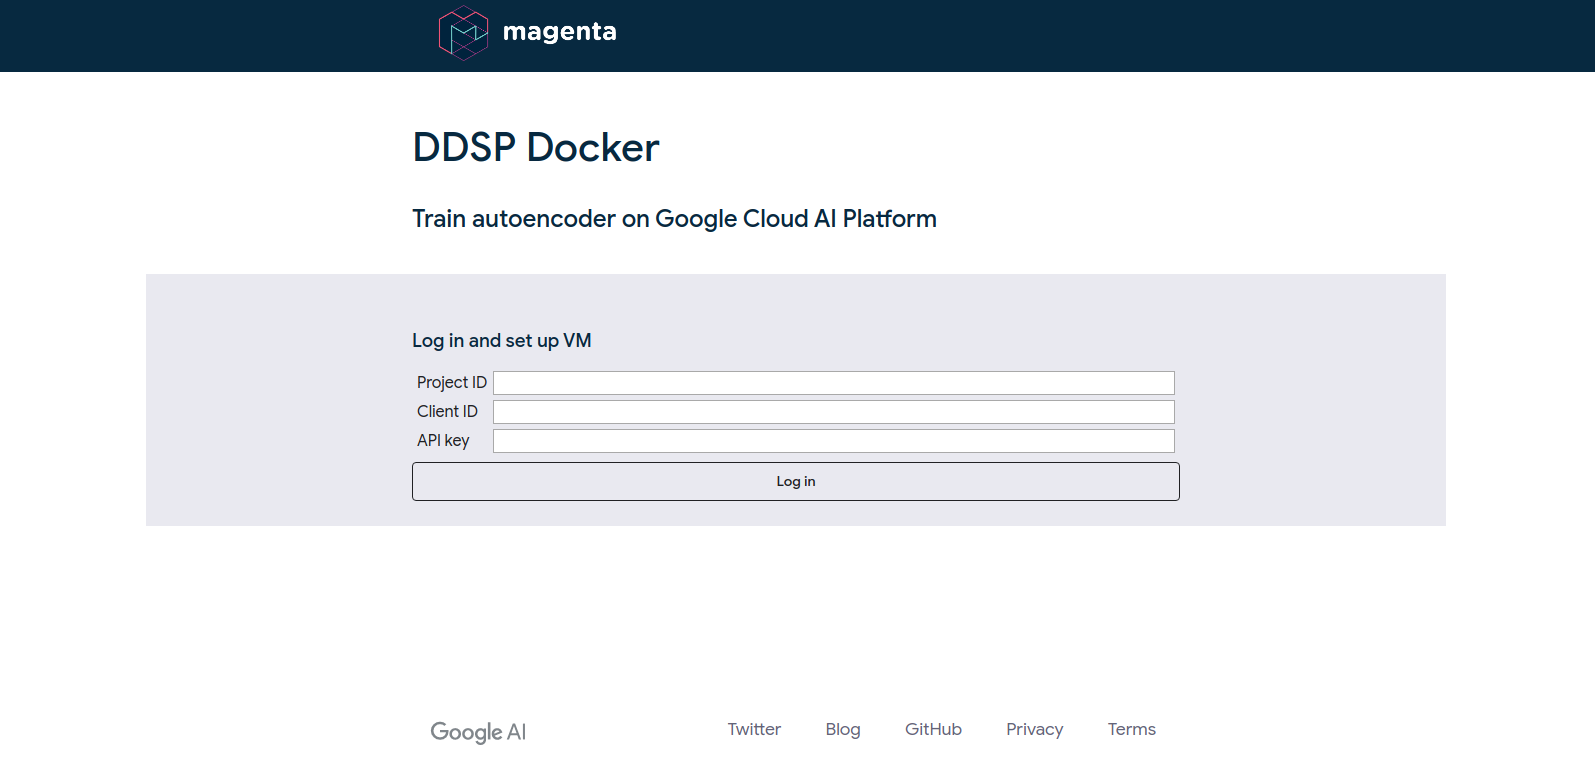 magenta
DDSP Docker
Train autoencoder on Google Cloud AI Platform
Log in and set up VM
Project ID
Client ID
API key
Log in
Google AI Twitter Blog GitHub Privacy Terms